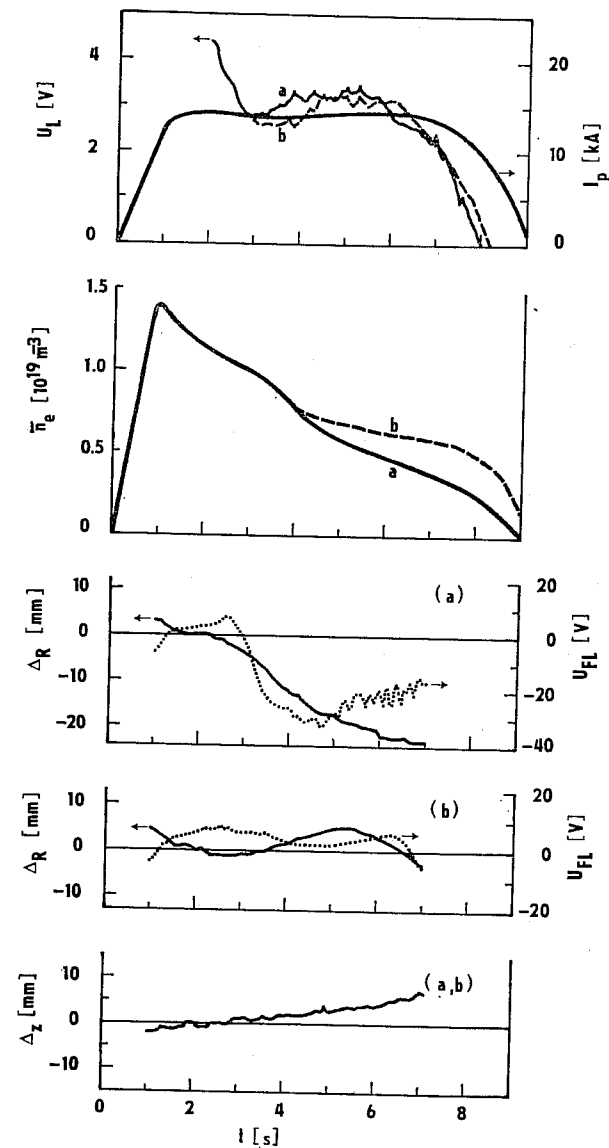 4
2
0
U_L [V]
a
b
20
10
0
I_p [kA]
1.5
1.0
0.5
0
n̅_e [10^19 m^-3]
b
a
10
0
-10
-20
Δ_R [mm]
(a)
20
0
-20
-40
U_FL [V]
10
0
-10
Δ_R [mm]
(b)
20
0
-20
U_FL [V]
10
0
-10
Δ_z [mm]
(a,b)
0 2 4 6 8
t [s]